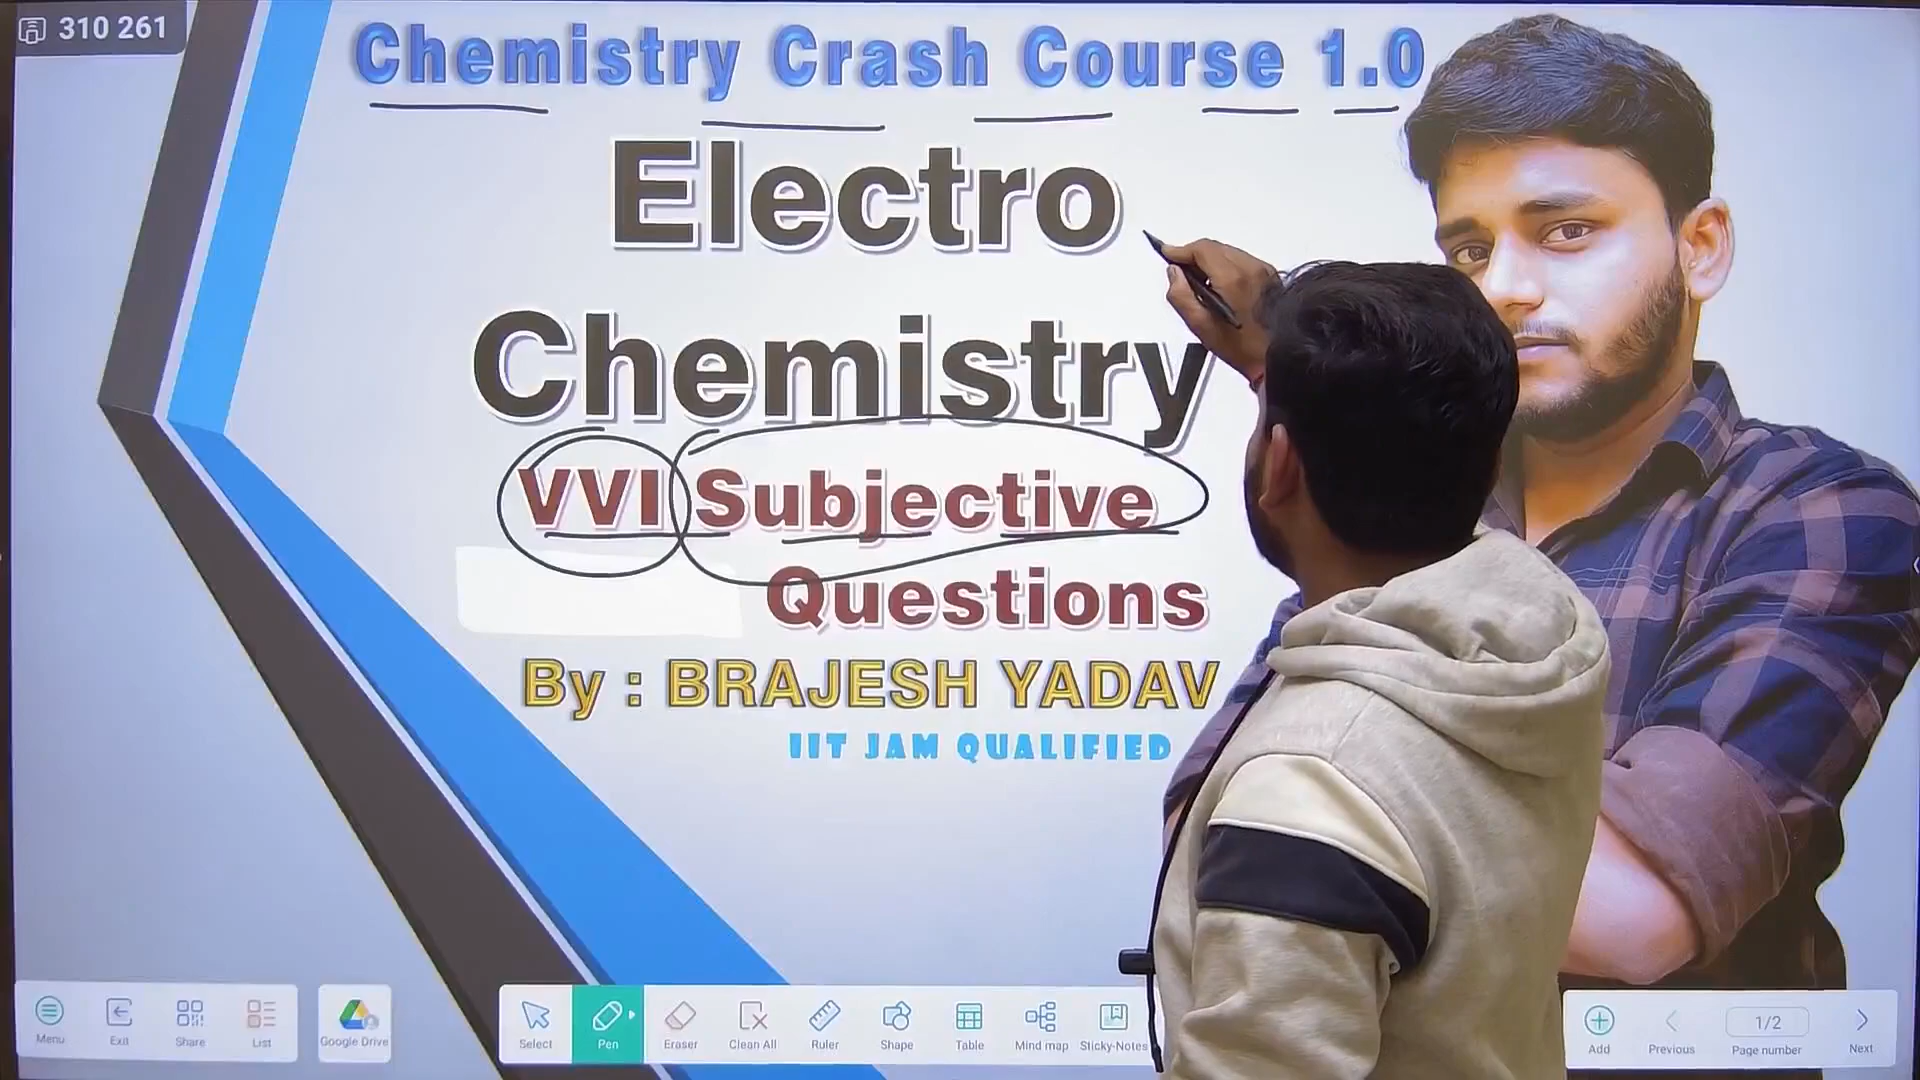 310 261
Chemistry Crash Course 1.0
Electro
Chemistry
VVI Subjective
Questions
By : BRAJESH YADAV
IIT JAM QUALIFIED
Menu
Exit
Share
List
Google Drive
Select
Pen
Eraser
Clean All
Ruler
Shape
Table
Mind map
Sticky-Notes
Add
Previous
1/2
Page number
Next